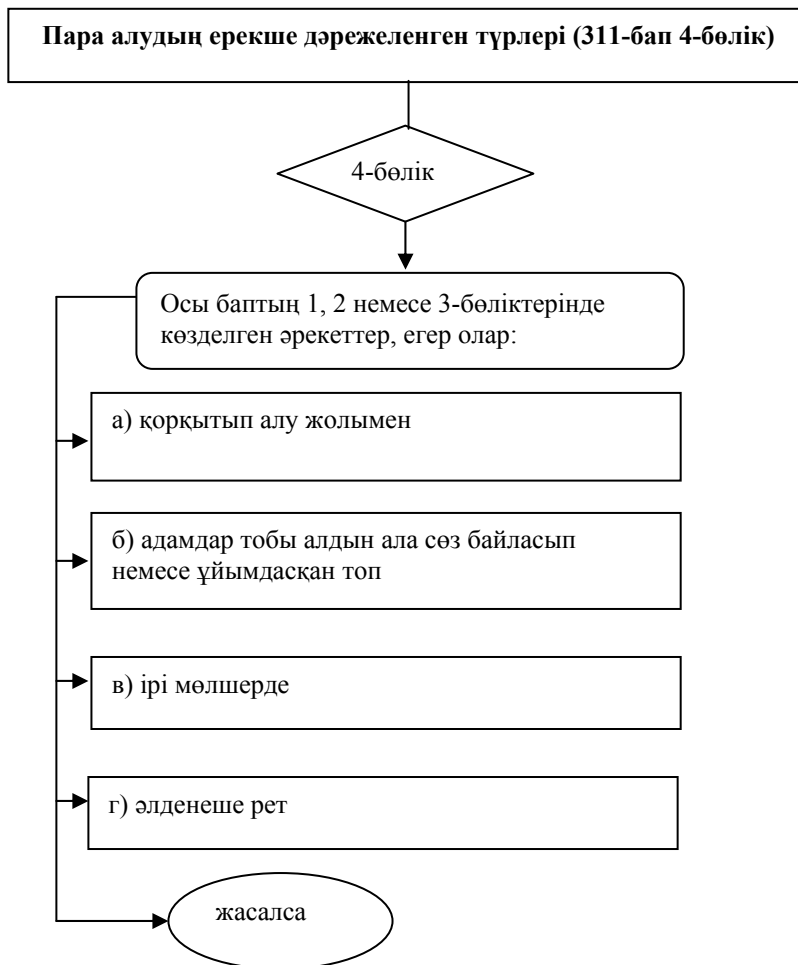 Пара алудың ерекше дәрежеленген түрлері (311-бап 4-бөлік)
4-бөлік
Осы баптың 1, 2 немесе 3-бөліктерінде
көзделген әрекеттер, егер олар:
а) қорқытып алу жолымен
б) адамдар тобы алдын ала сөз байласып
немесе ұйымдасқан топ
в) ірі мөлшерде
г) әлденеше рет
жасалса